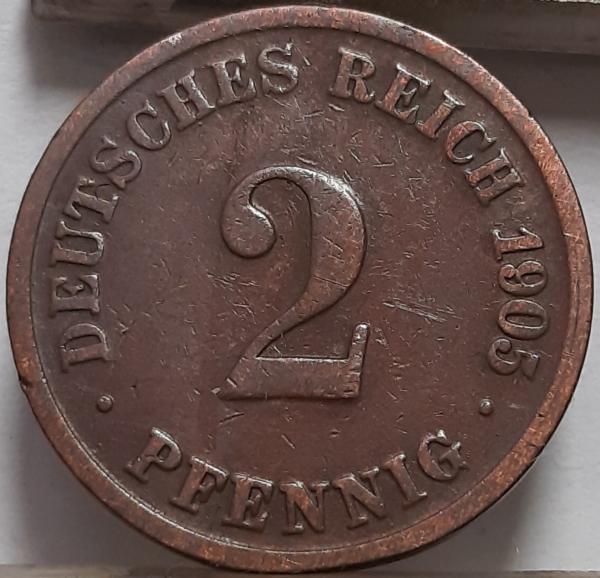 DEUTSCHES REICH 1905
2
PFENNIG